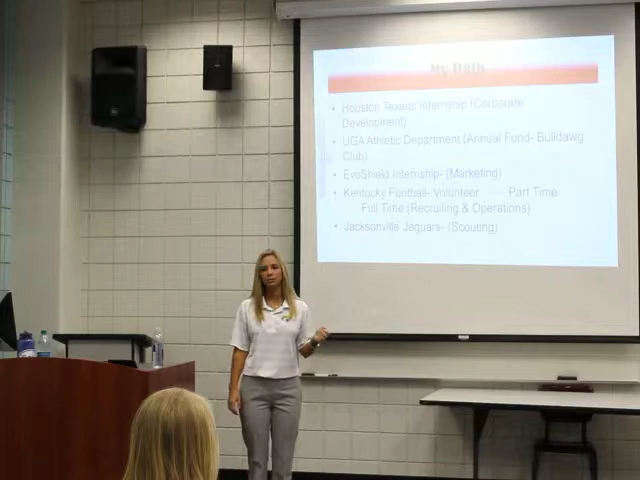 My Path
• Houston Texans Internship (Corporate
Development)
• UGA Athletic Department (Annual Fund- Bulldawg
Club)
• EvoShield Internship- (Marketing)
• Kentucky Football- Volunteer Part Time
Full Time (Recruiting & Operations)
• Jacksonville Jaguars- (Scouting)